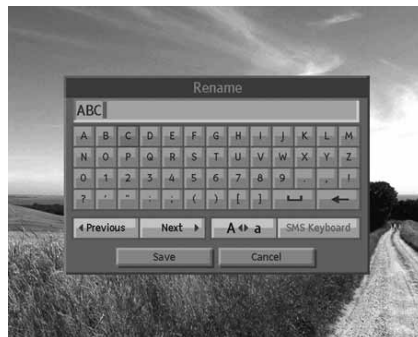 Rename
ABC
A B C D E F G H I J K L M
N O P Q R S T U V W X Y Z
0 1 2 3 4 5 6 7 8 9 . , !
? ' " : ; ( ) [ ]
Previous Next A a SMS Keyboard
Save Cancel